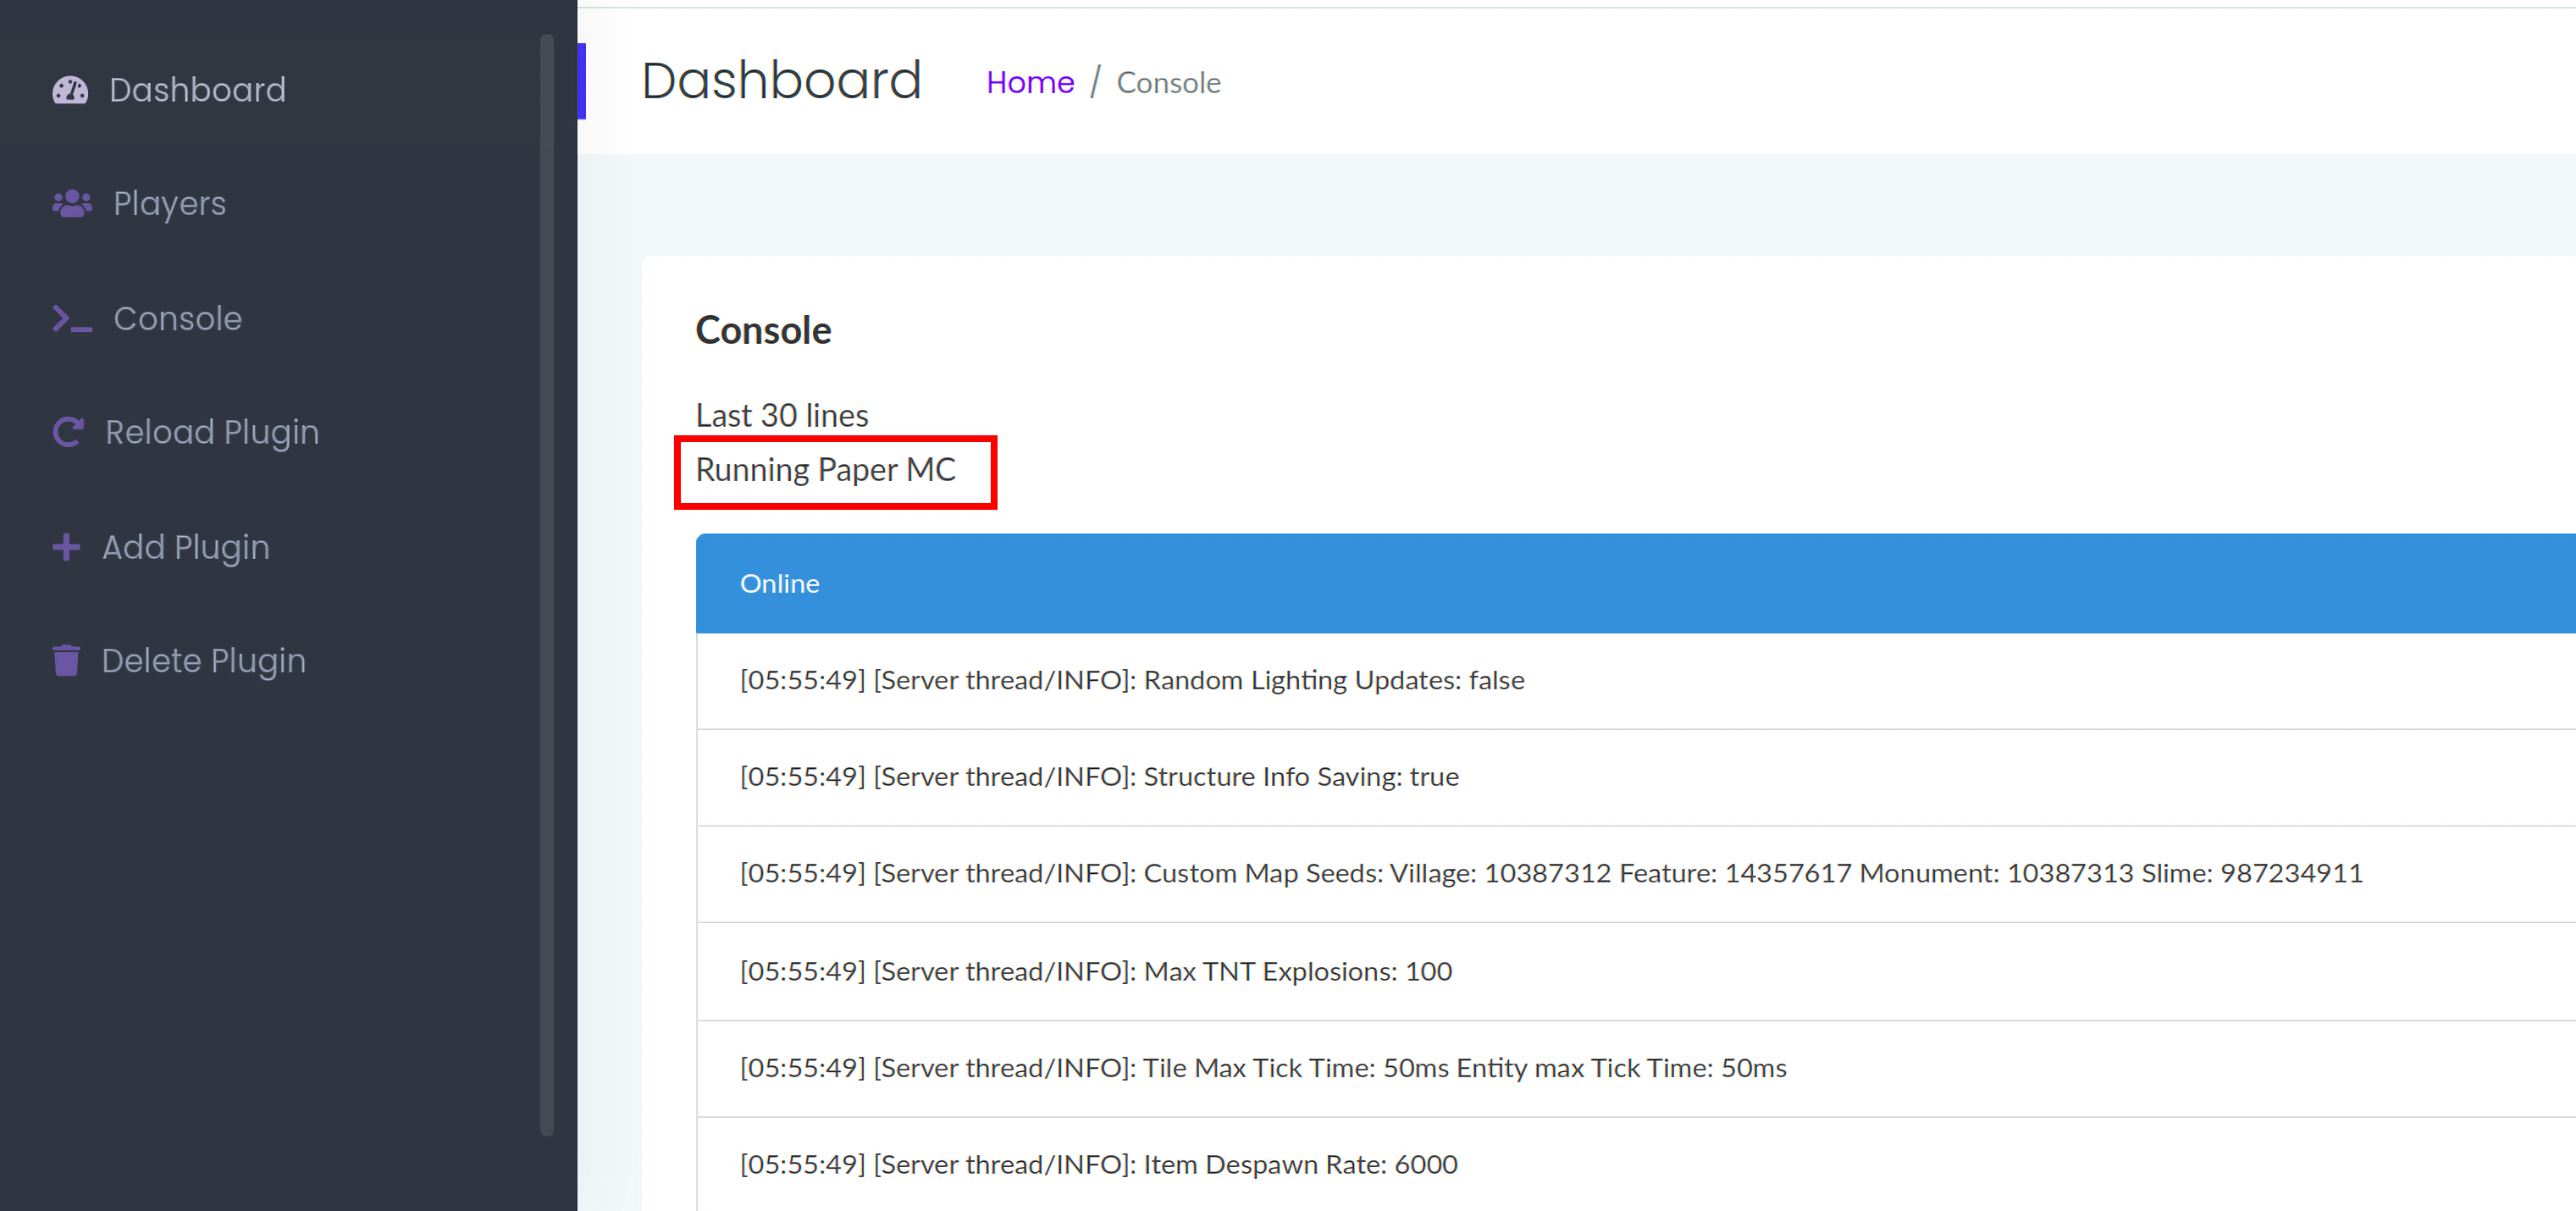 Dashboard
Players
Console
Reload Plugin
Add Plugin
Delete Plugin
Dashboard
Home / Console
Console
Last 30 lines
Running Paper MC
Online
[05:55:49] [Server thread/INFO]: Random Lighting Updates: false
[05:55:49] [Server thread/INFO]: Structure Info Saving: true
[05:55:49] [Server thread/INFO]: Custom Map Seeds: Village: 10387312 Feature: 14357617 Monument: 10387313 Slime: 987234911
[05:55:49] [Server thread/INFO]: Max TNT Explosions: 100
[05:55:49] [Server thread/INFO]: Tile Max Tick Time: 50ms Entity max Tick Time: 50ms
[05:55:49] [Server thread/INFO]: Item Despawn Rate: 6000